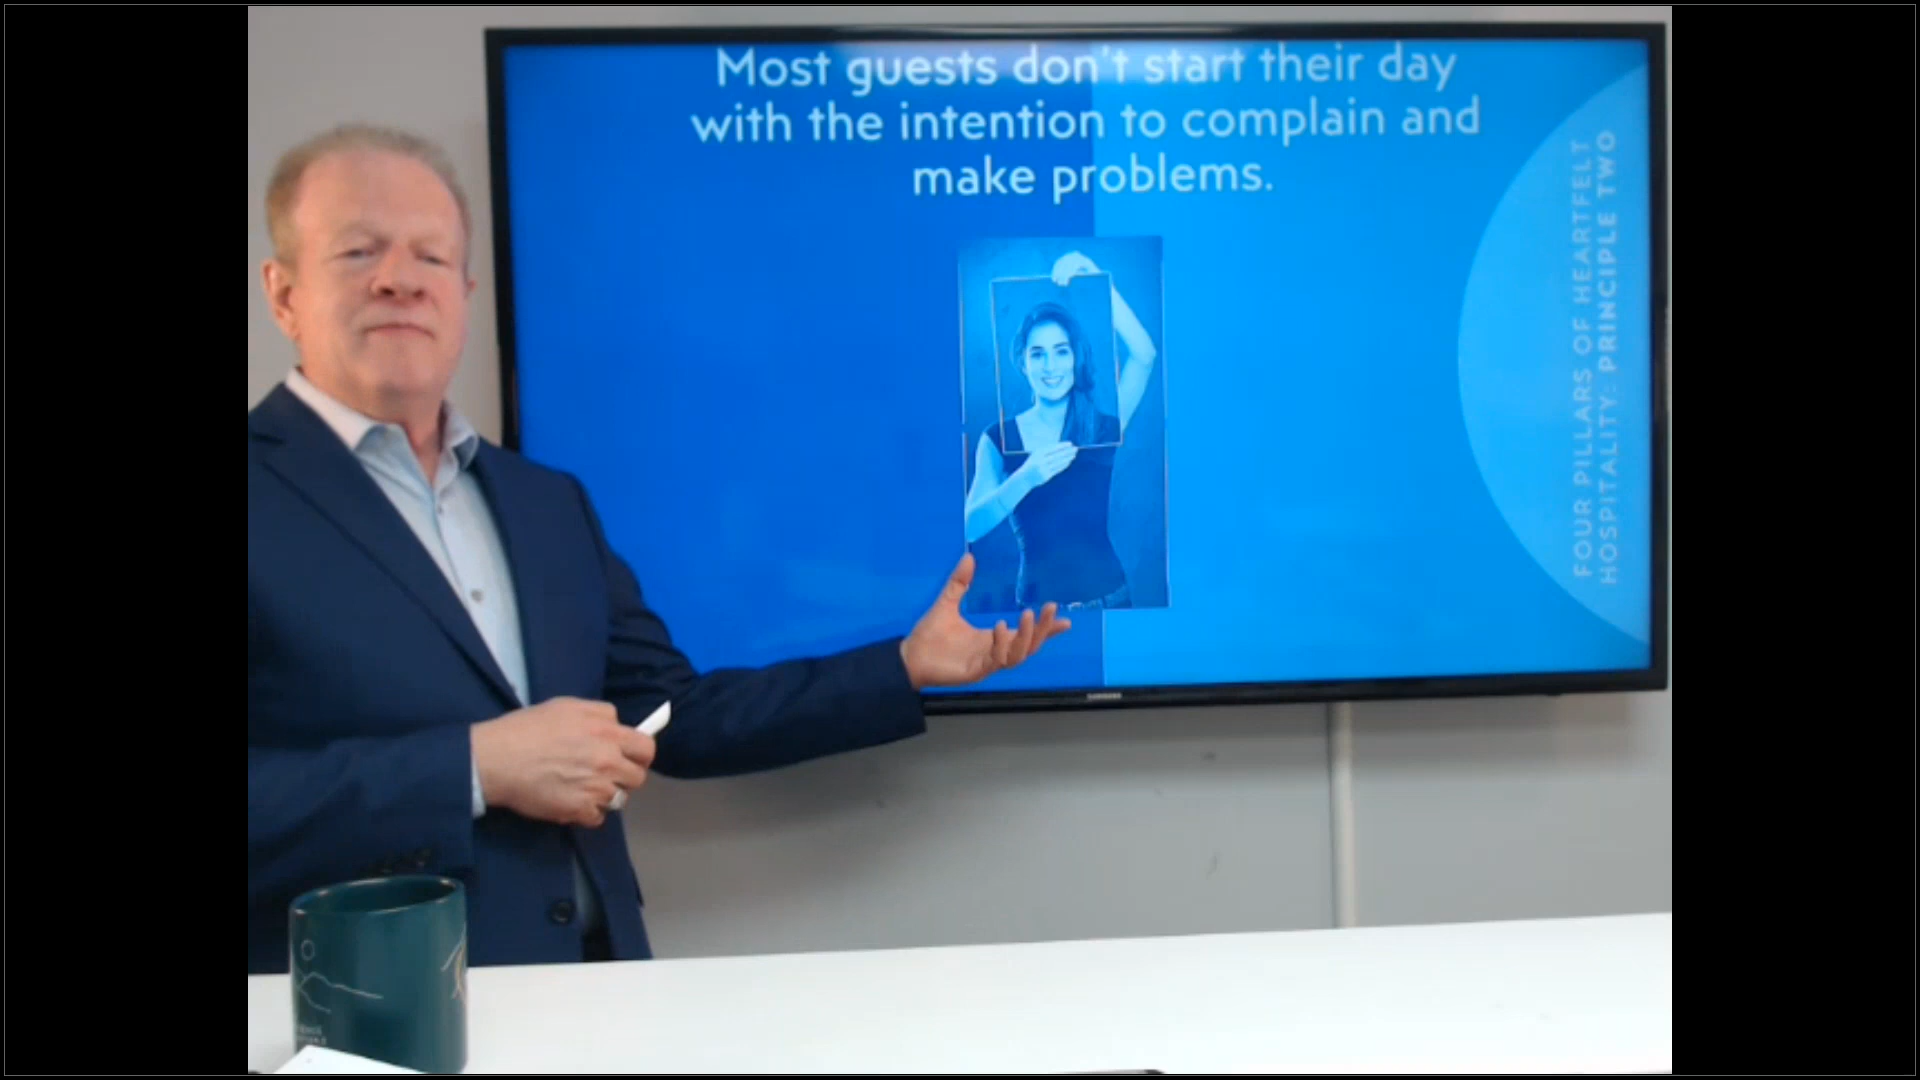 Most guests don't start their day
with the intention to complain and
make problems.
FOUR PILLARS OF HEARTFELT
HOSPITALITY: PRINCIPLE TWO
SAMSUNG